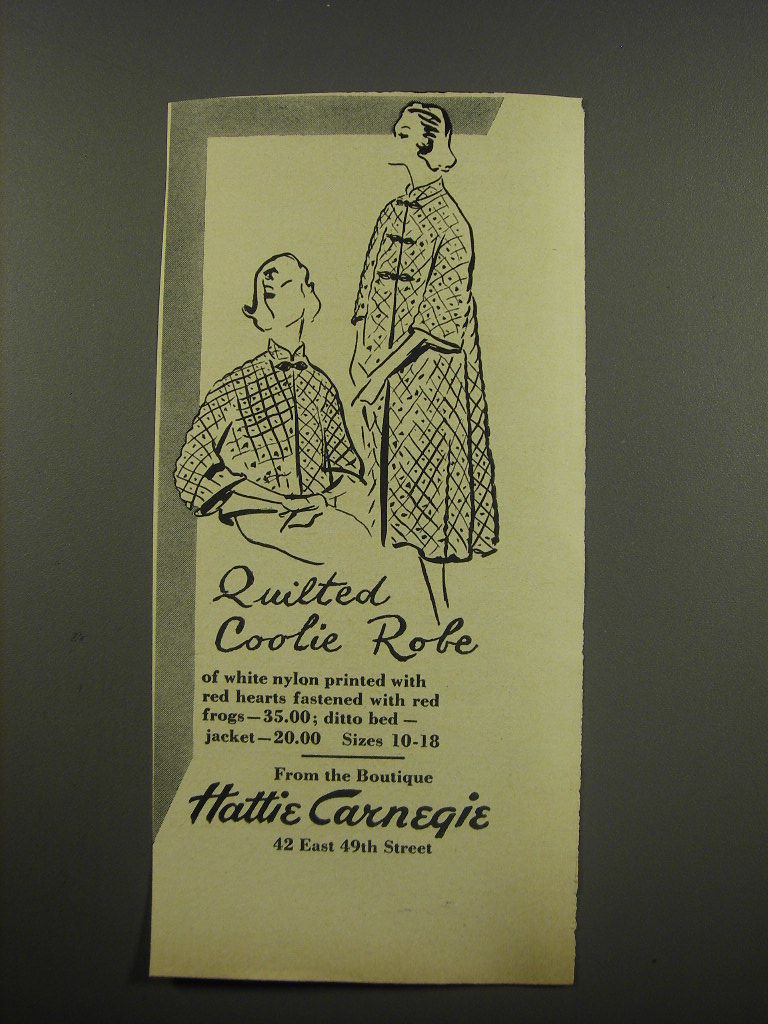 Quilted
Coolie Robe
of white nylon printed with
red hearts fastened with red
frogs—35.00; ditto bed—
jacket—20.00 Sizes 10-18
From the Boutique
Hattie Carnegie
42 East 49th Street